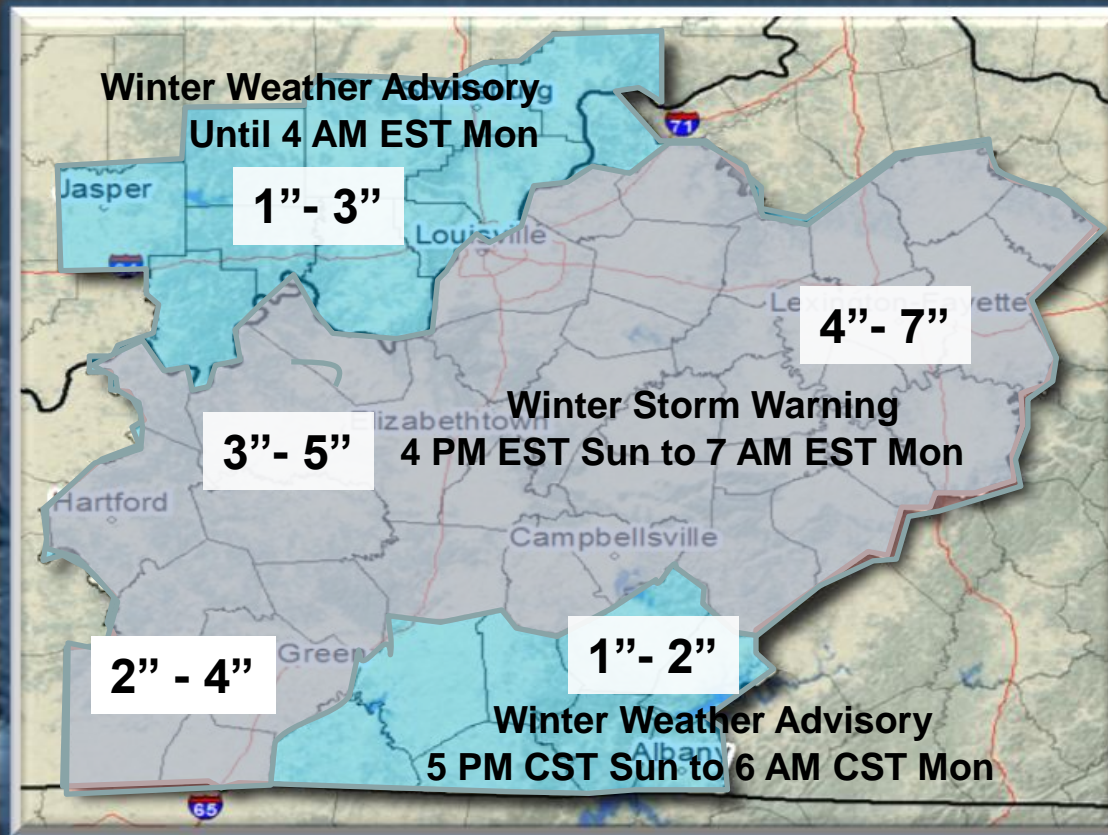 Winter Weather Advisory
Until 4 AM EST Mon
71
Jasper
1”- 3”
Louisville
Lexington-Fayette
4”- 7”
Winter Storm Warning
Elizabethtown
3”- 5”
4 PM EST Sun to 7 AM EST Mon
Hartford
Campbellsville
1”- 2”
Green
2” - 4”
Winter Weather Advisory
Albany
5 PM CST Sun to 6 AM CST Mon
65